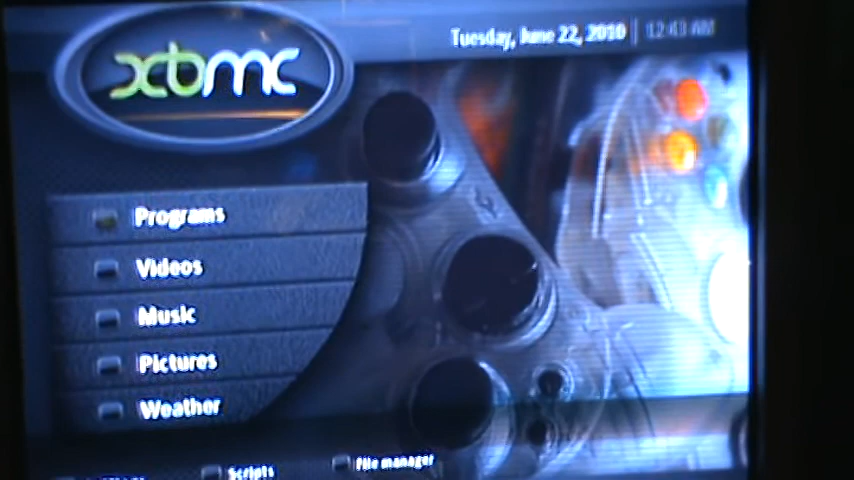 xbmc
Tuesday, June 22, 2010 | 12:43 AM
Programs
Videos
Music
Pictures
Weather
Scripts
File manager